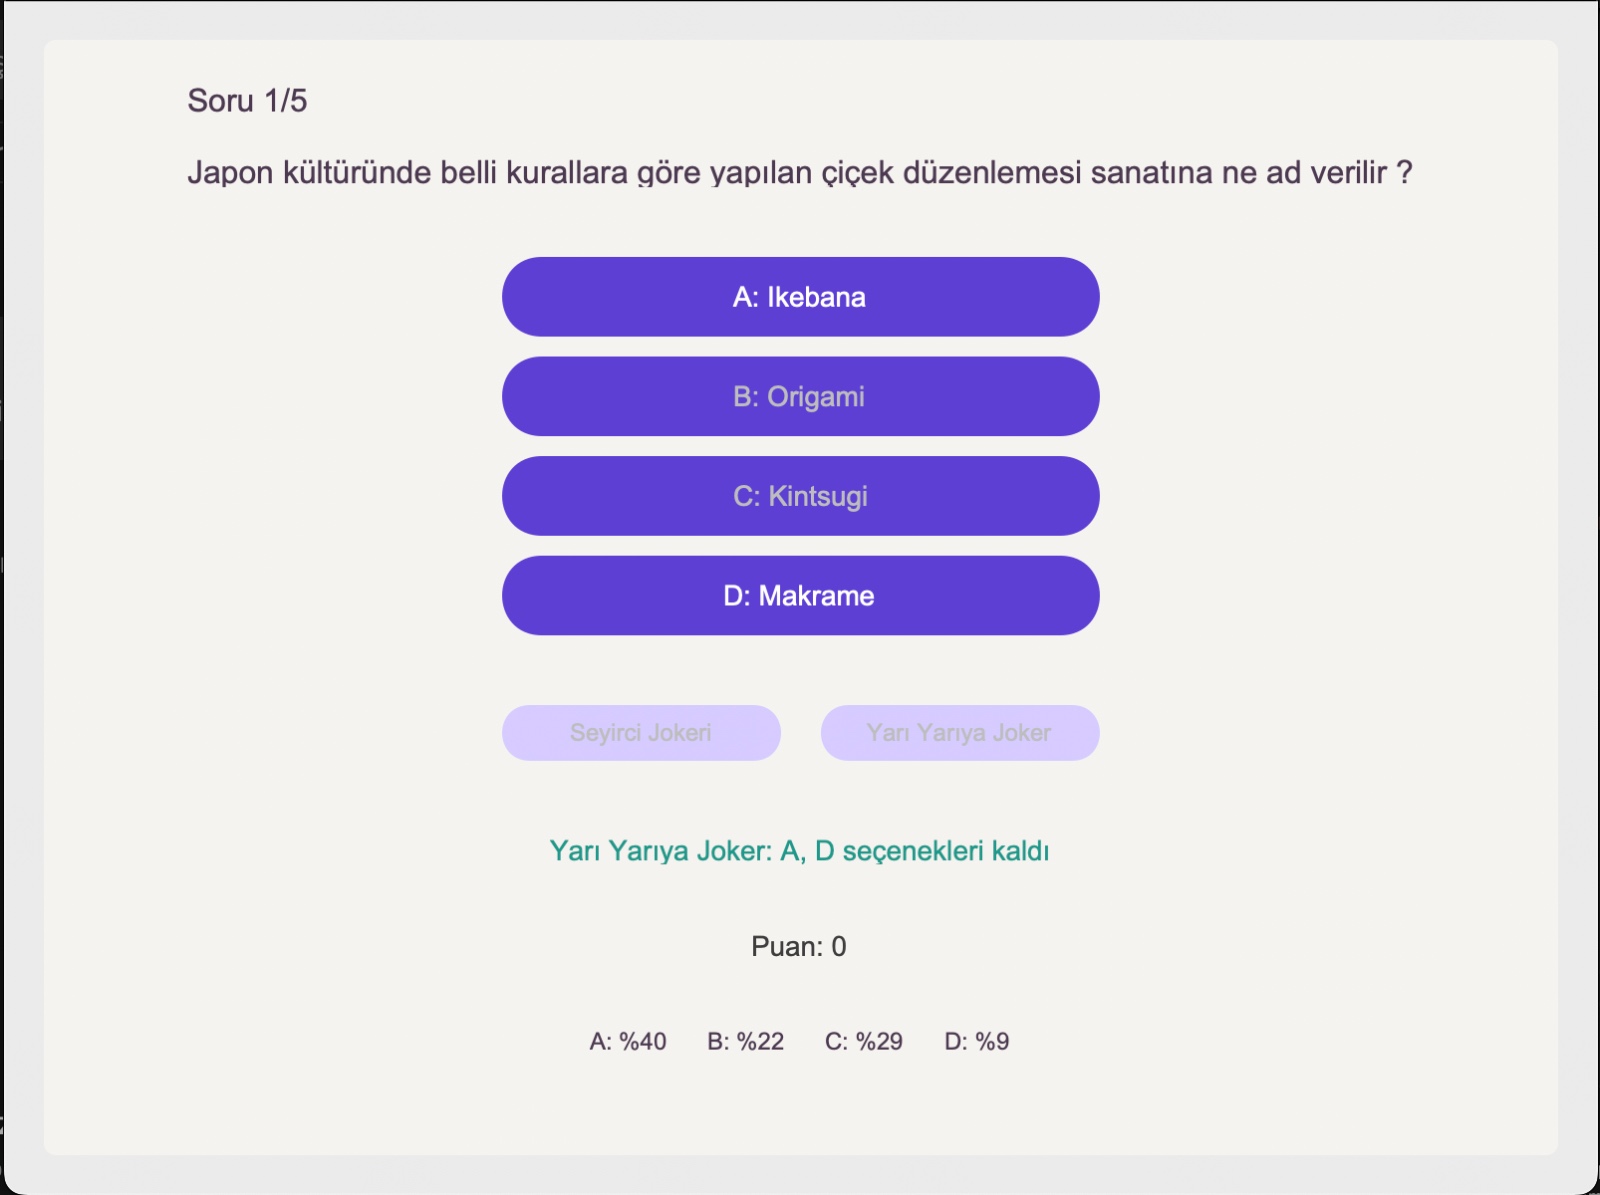 Soru 1/5
Japon kültüründe belli kurallara göre yapılan çiçek düzenlemesi sanatına ne ad verilir ?
A: Ikebana
B: Origami
C: Kintsugi
D: Makrame
Seyirci Jokeri Yarı Yarıya Joker
Yarı Yarıya Joker: A, D seçenekleri kaldı
Puan: 0
A: %40 B: %22 C: %29 D: %9